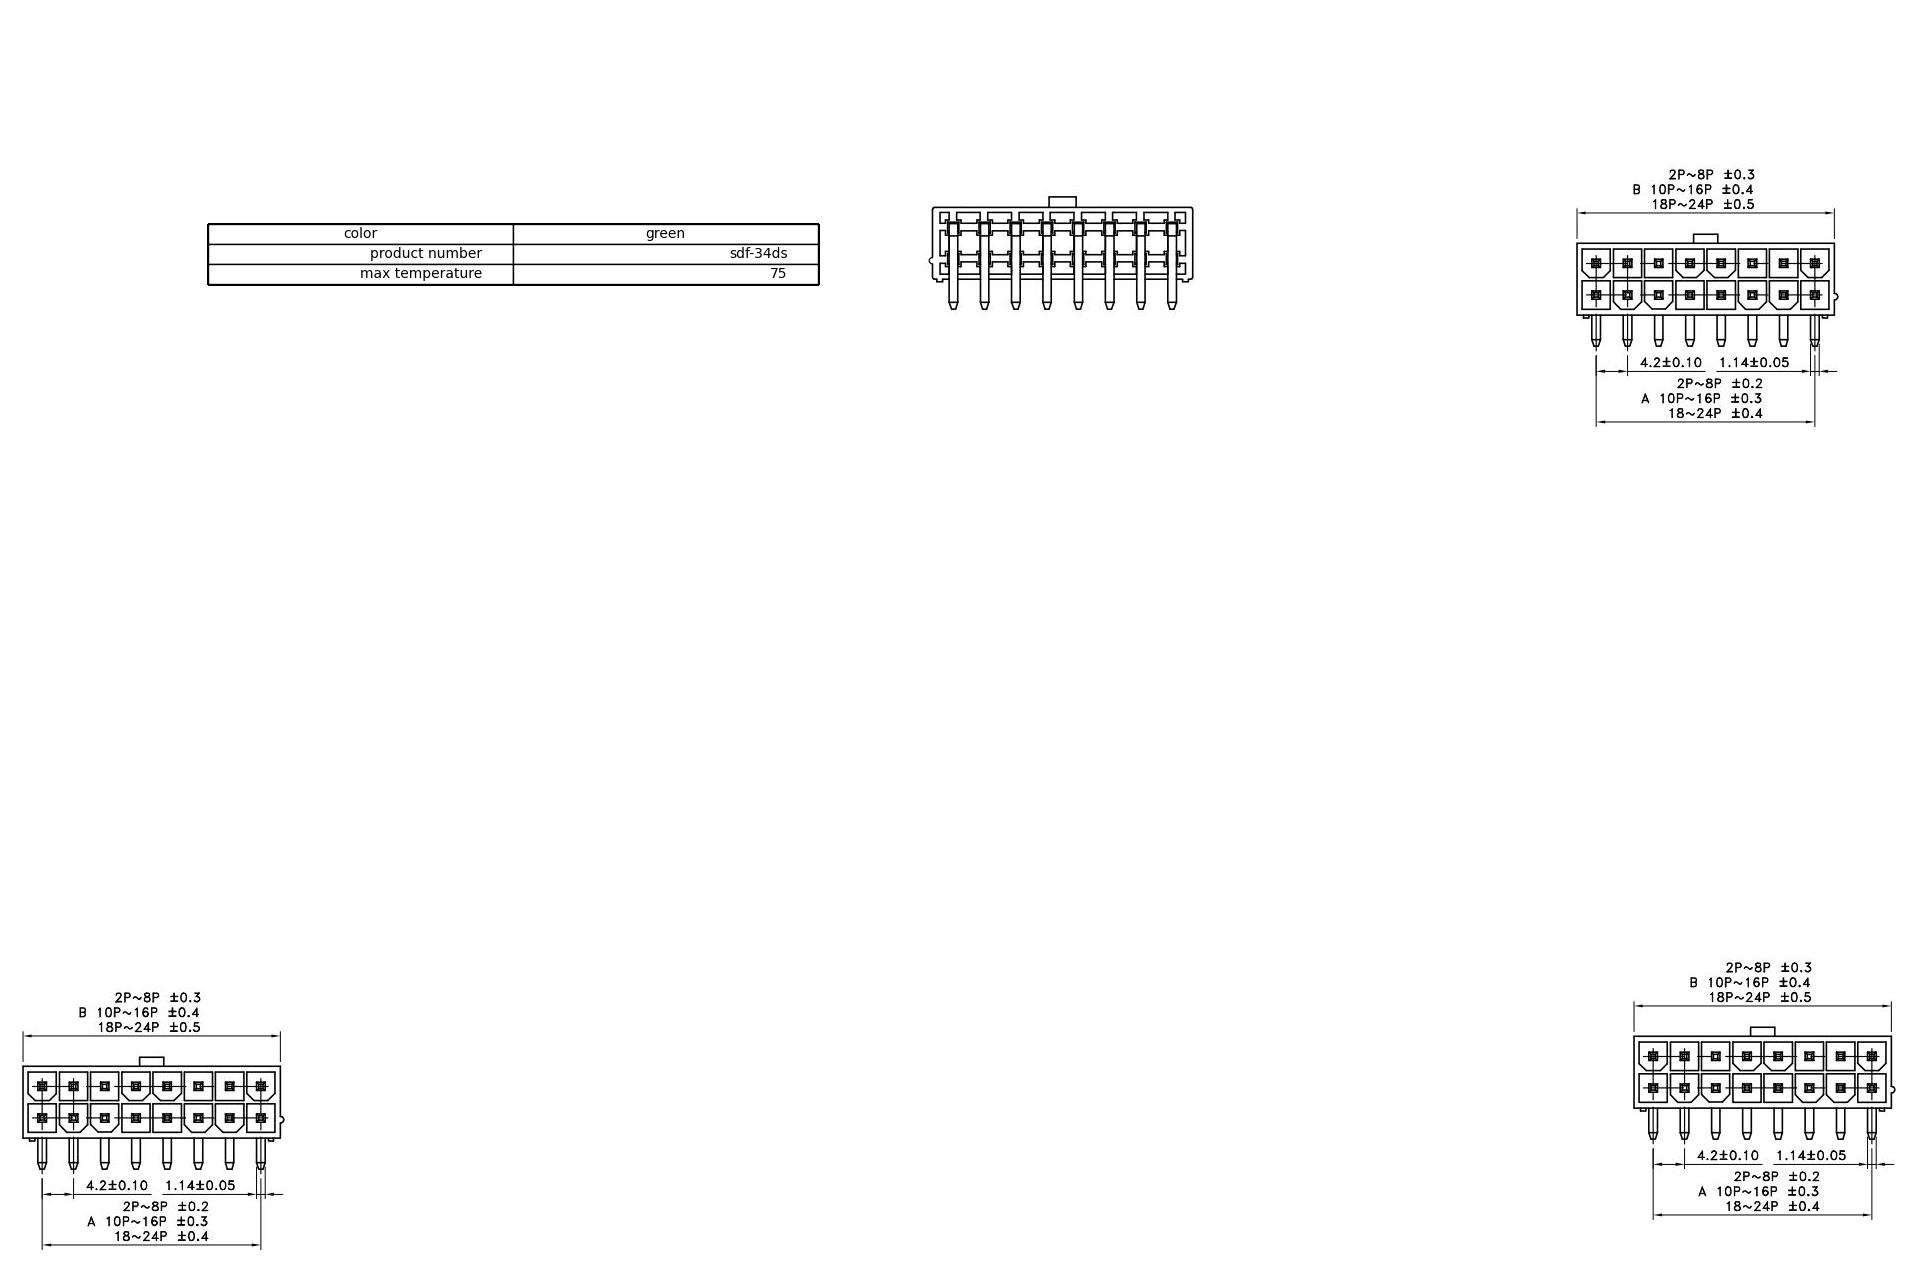 color green
product number sdf-34ds
max temperature 75
2P~8P ±0.3
B 10P~16P ±0.4
18P~24P ±0.5
4.2±0.10 1.14±0.05
2P~8P ±0.2
A 10P~16P ±0.3
18~24P ±0.4
2P~8P ±0.3
B 10P~16P ±0.4
18P~24P ±0.5
4.2±0.10 1.14±0.05
2P~8P ±0.2
A 10P~16P ±0.3
18~24P ±0.4
2P~8P ±0.3
B 10P~16P ±0.4
18P~24P ±0.5
4.2±0.10 1.14±0.05
2P~8P ±0.2
A 10P~16P ±0.3
18~24P ±0.4